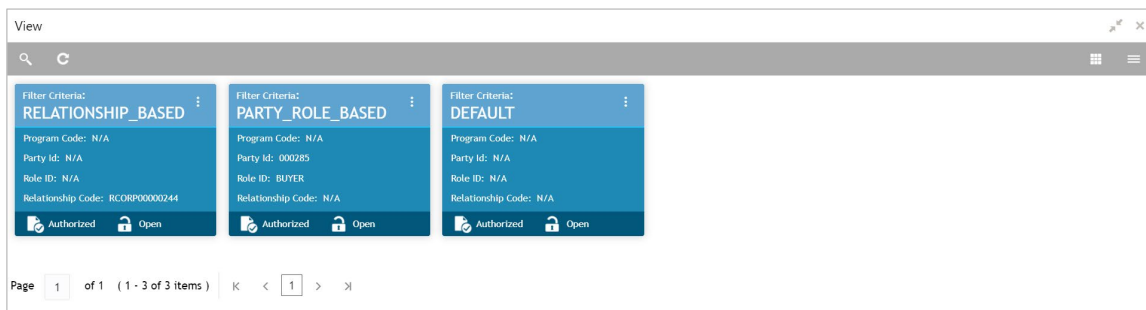 View
Filter Criteria:
RELATIONSHIP_BASED
Program Code: N/A
Party Id: N/A
Role ID: N/A
Relationship Code: RCORP00000244
Authorized Open
Filter Criteria:
PARTY_ROLE_BASED
Program Code: N/A
Party Id: 000285
Role ID: BUYER
Relationship Code: N/A
Authorized Open
Filter Criteria:
DEFAULT
Program Code: N/A
Party Id: N/A
Role ID: N/A
Relationship Code: N/A
Authorized Open
Page 1 of 1 ( 1 - 3 of 3 items ) 1